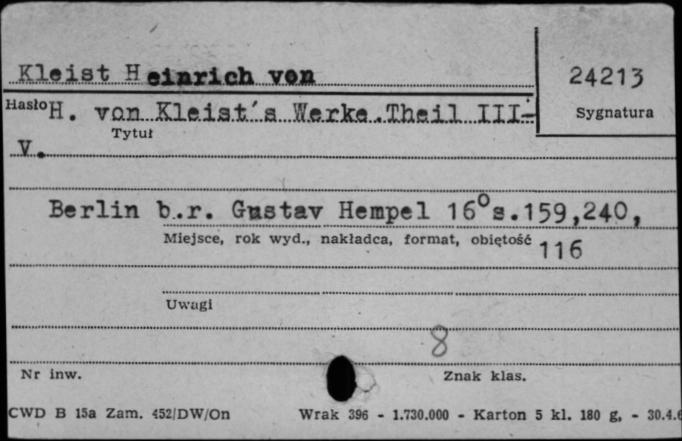 Kleist Heinrich von
24213
Hasło
H. von Kleist's Werke.Theil III-
Sygnatura
Tytuł
V.
Berlin b.r. Gustav Hempel 16°s.159,240,
Miejsce, rok wyd., nakładca, format, objętość
116
Uwagi
8
Nr inw.
Znak klas.
CWD B 15a Zam. 452/DW/On Wrak 396 - 1.730.000 - Karton 5 kl. 180 g, - 30.4.